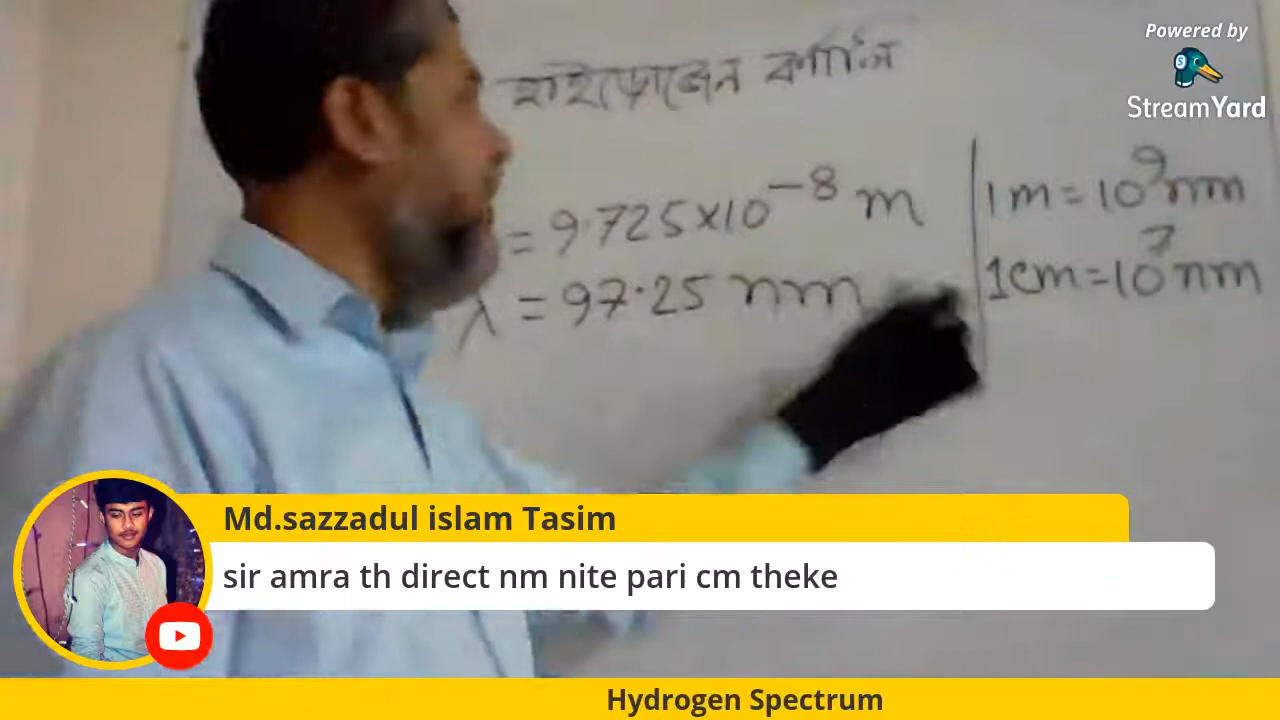 Powered by
StreamYard
হাইড্রোজেন বর্ণালি
= 9.725×10⁻⁸ m
λ = 97.25 nm
1m = 10⁹ nm
1cm = 10⁷ nm
Md.sazzadul islam Tasim
sir amra th direct nm nite pari cm theke
Hydrogen Spectrum